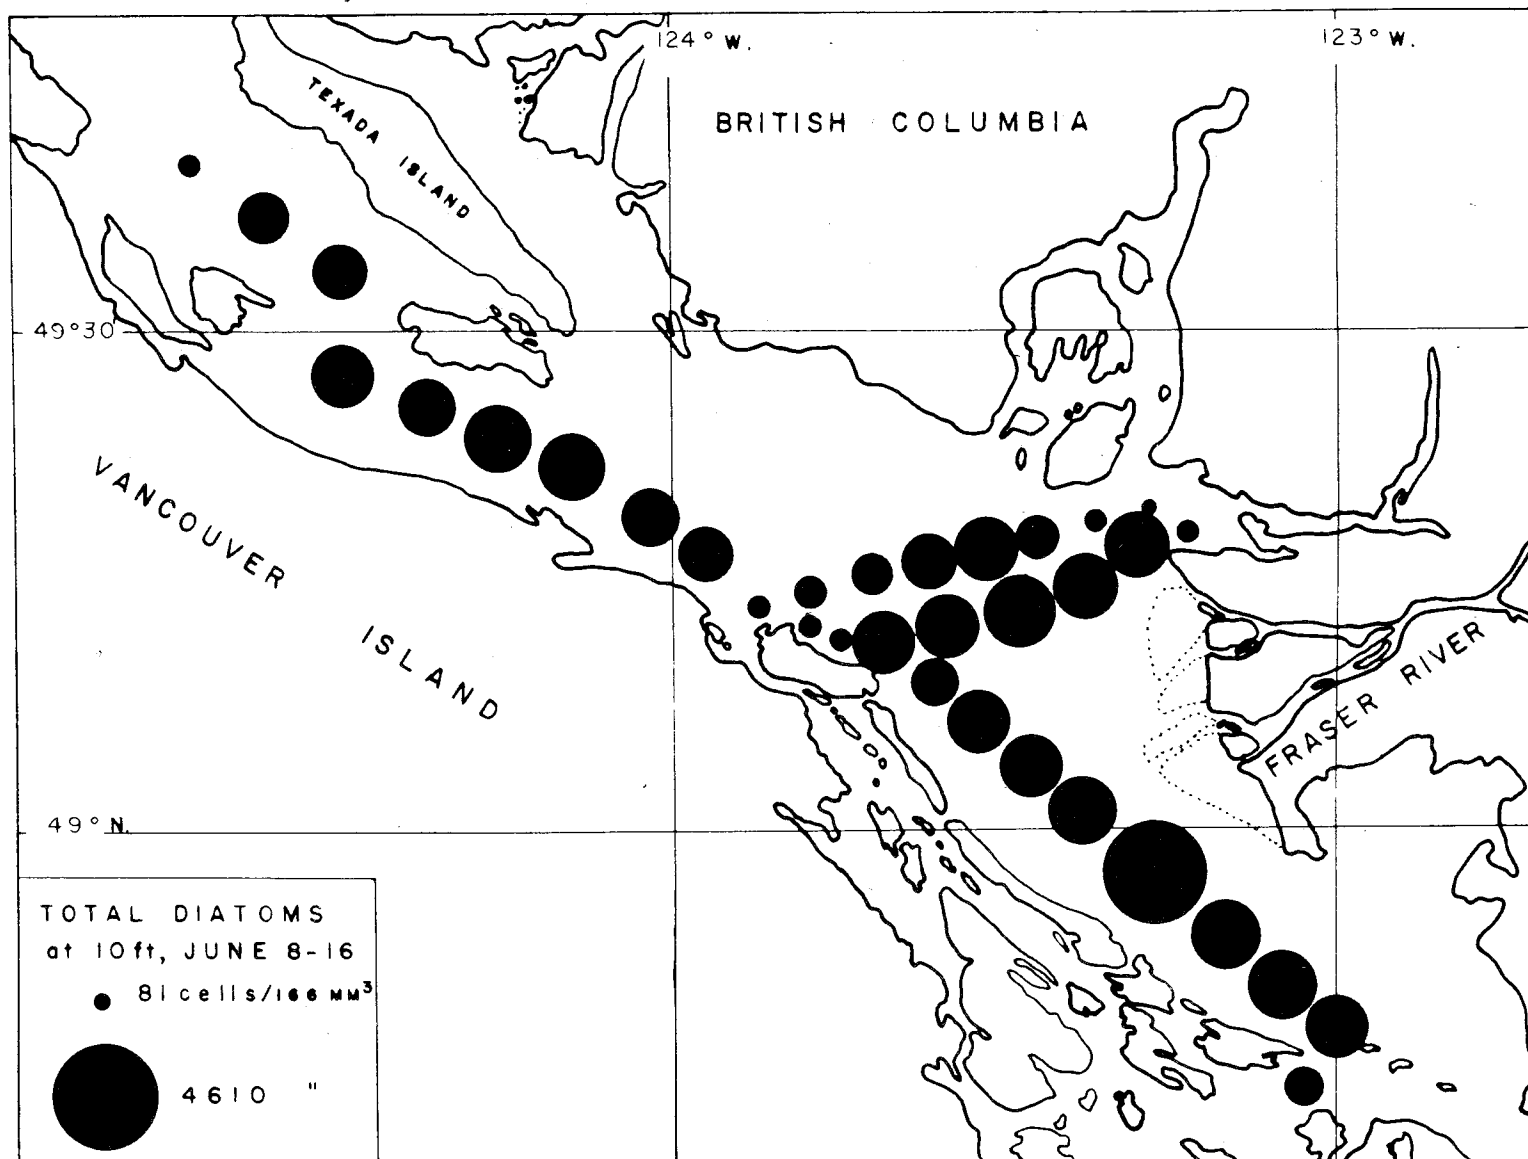 124° W.
123° W.
TEXADA ISLAND
BRITISH COLUMBIA
49°30
VANCOUVER ISLAND
FRASER RIVER
49° N.
TOTAL DIATOMS
at 10ft, JUNE 8-16
81 cells/166 MM³
4610 "